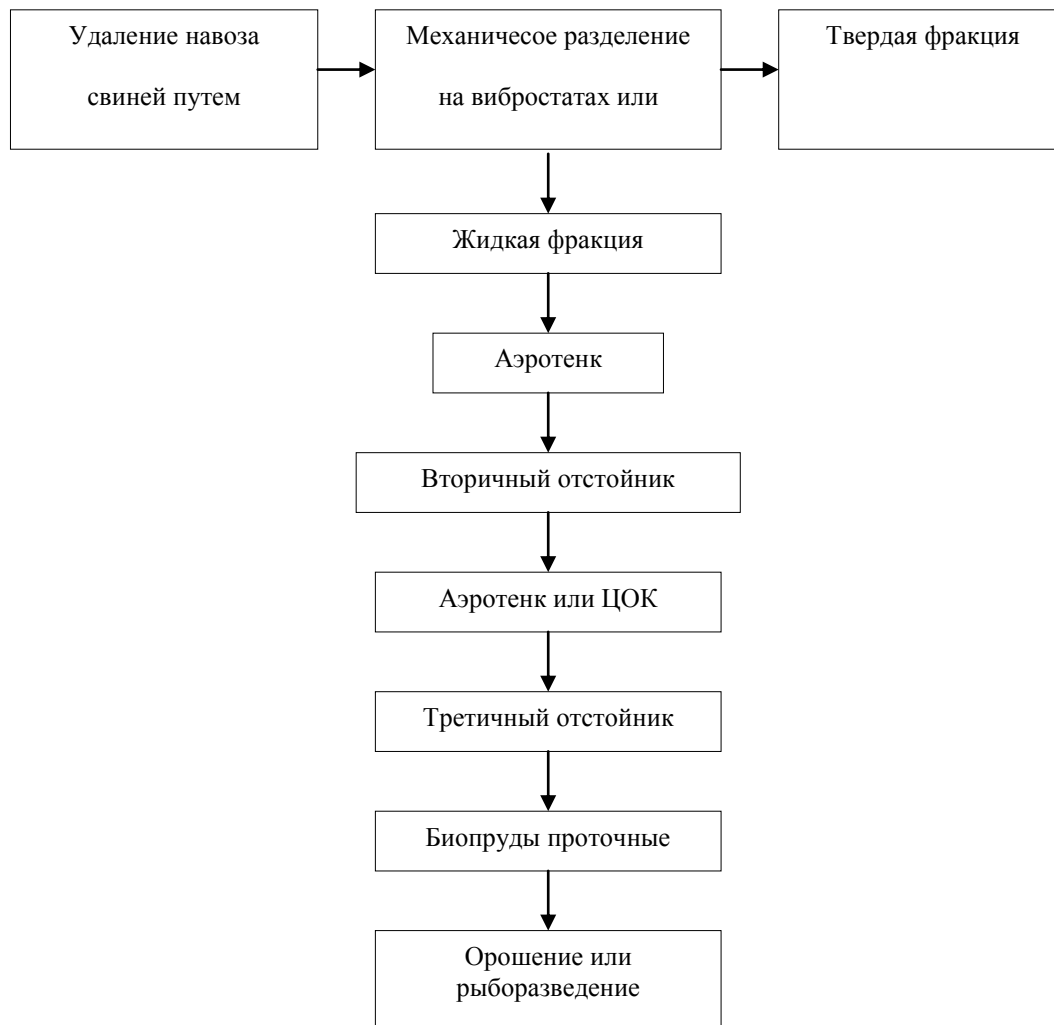 Удаление навоза
свиней путем
Механичесое разделение
на вибростатах или
Твердая фракция
Жидкая фракция
Аэротенк
Вторичный отстойник
Аэротенк или ЦОК
Третичный отстойник
Биопруды проточные
Орошение или
рыборазведение